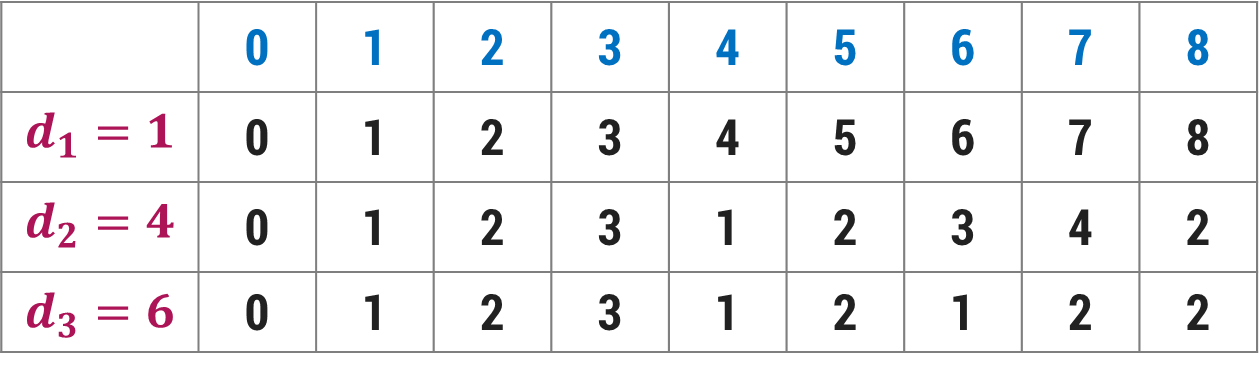 0 1 2 3 4 5 6 7 8
d₁ = 1 0 1 2 3 4 5 6 7 8
d₂ = 4 0 1 2 3 1 2 3 4 2
d₃ = 6 0 1 2 3 1 2 1 2 2